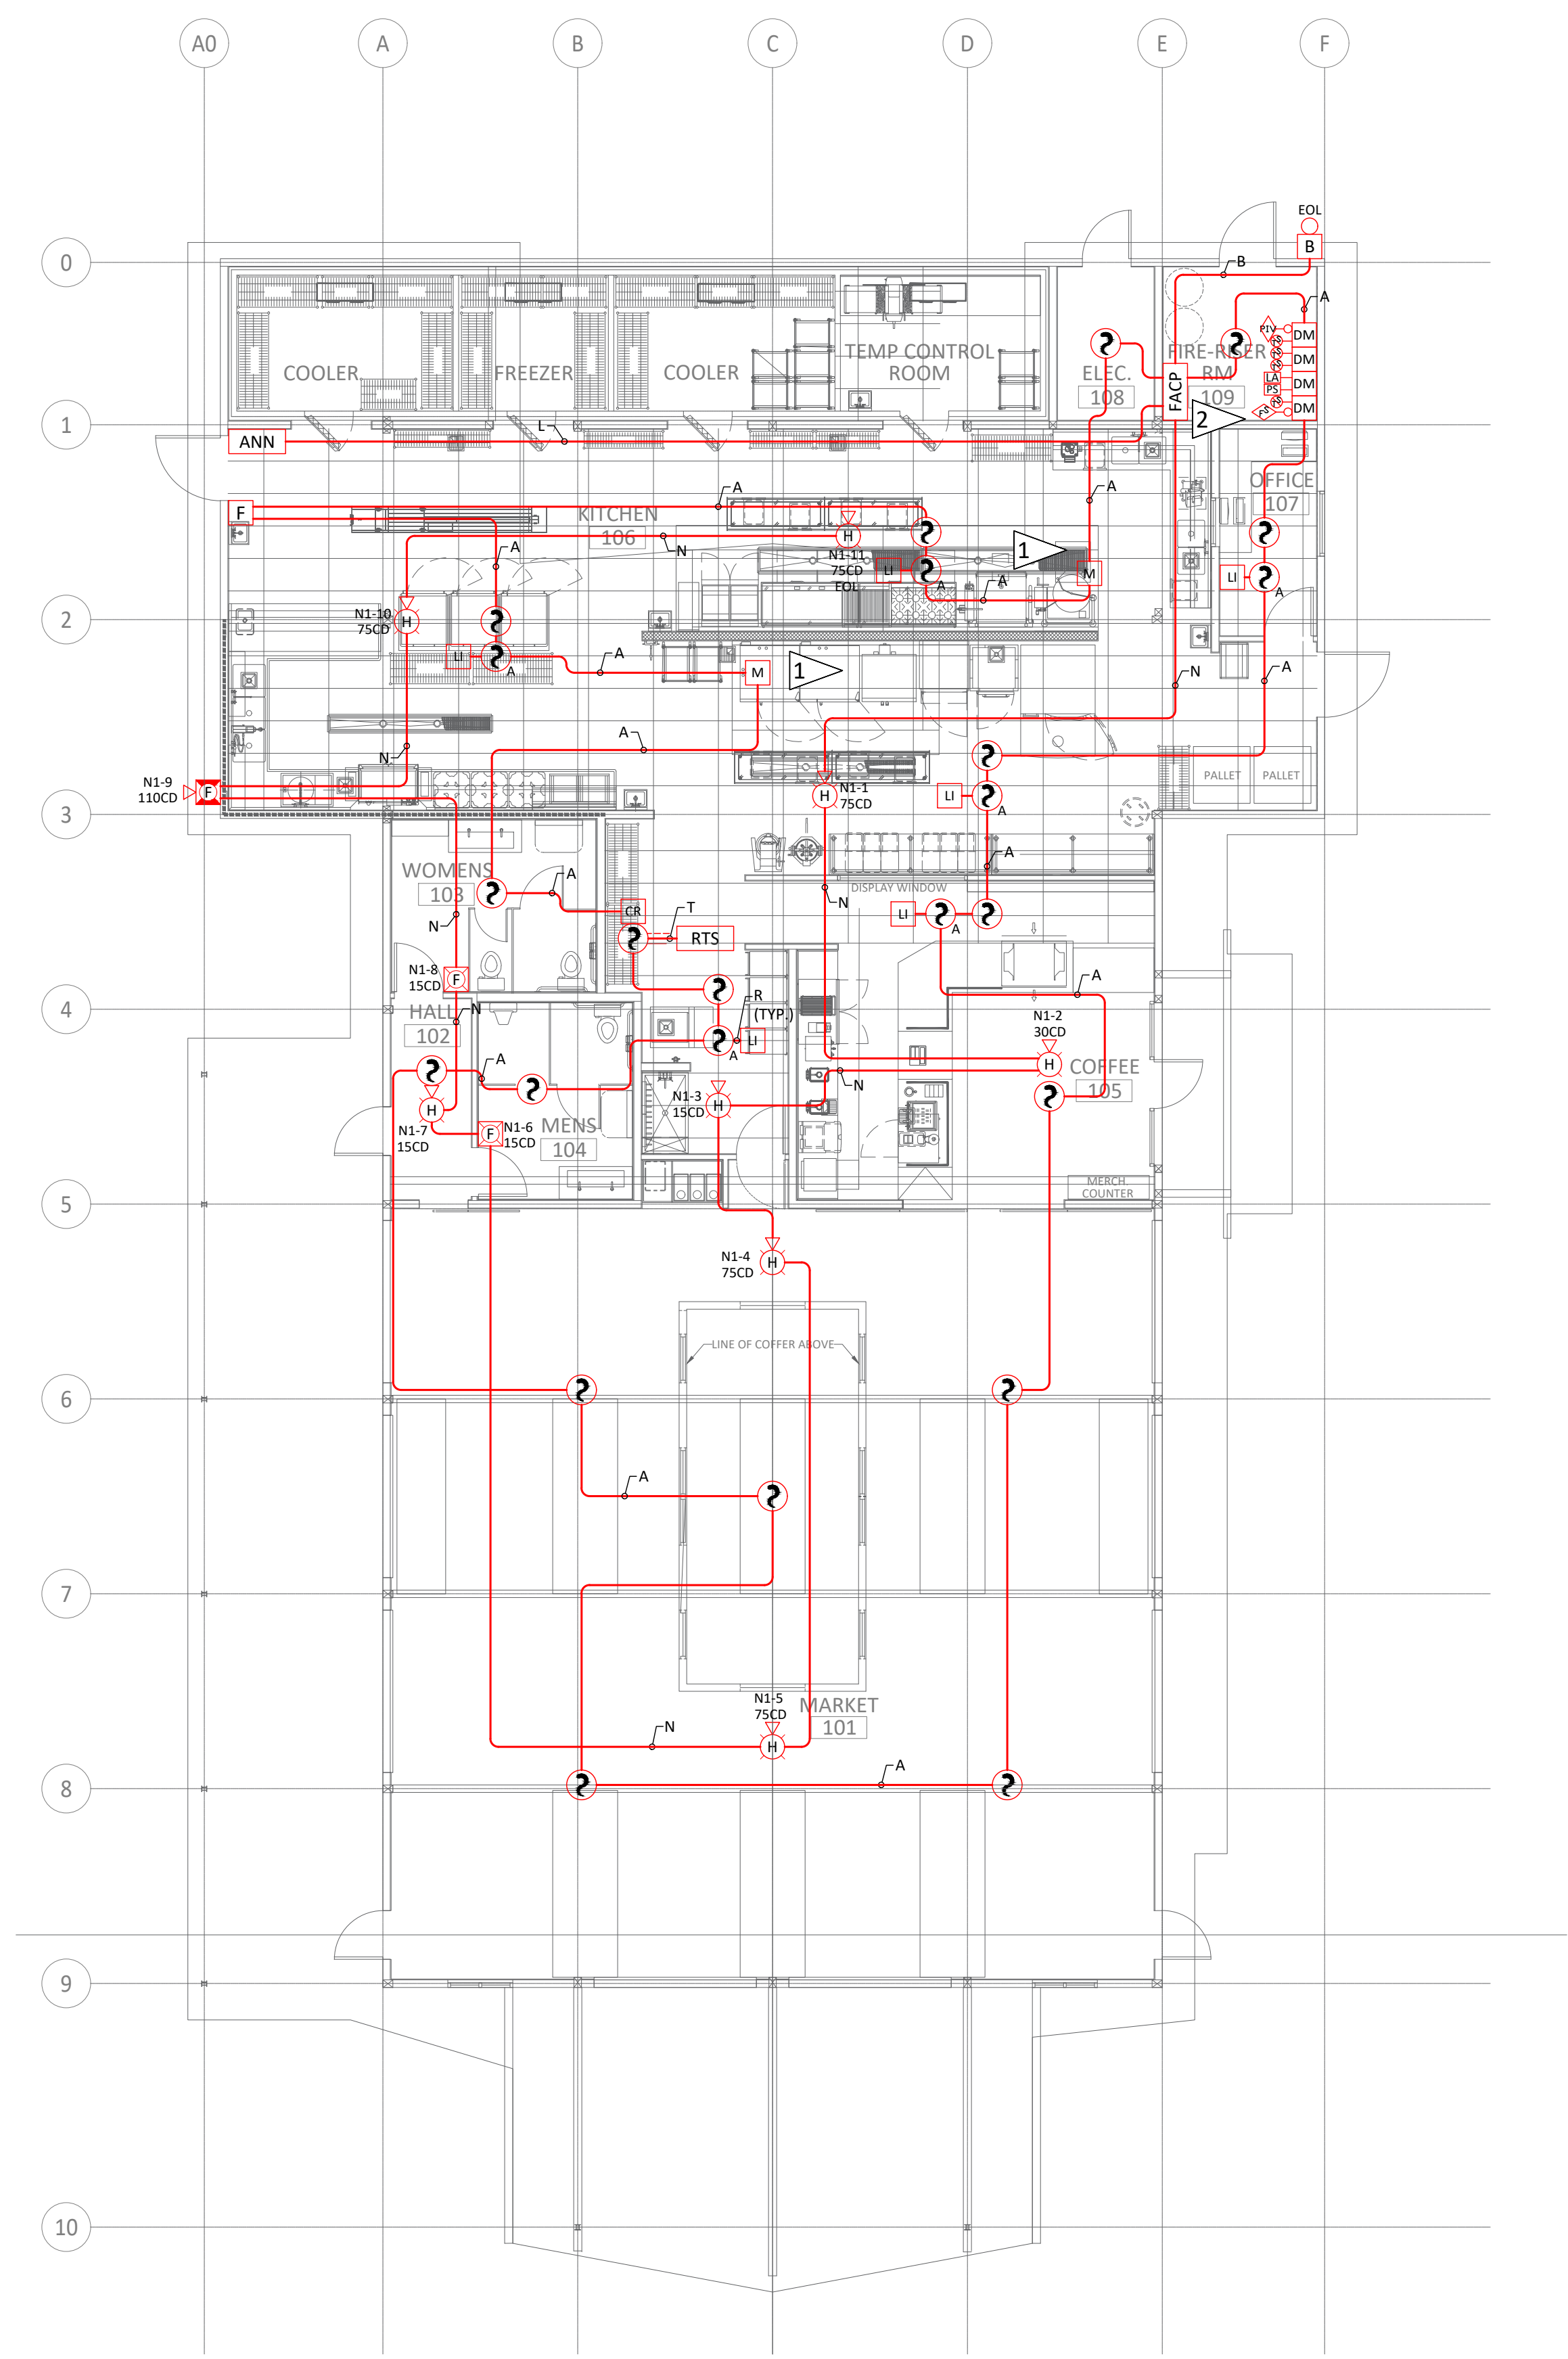 A0 A B C D E F
EOL
B
0
B
A
PIV
DM
DM
DM
DM
LA
PS
COOLER
FREEZER
COOLER
TEMP CONTROL
ROOM
ELEC.
108
FIRE-RISER
RM
109
FACP
2
1
ANN
L
F
A
A
KITCHEN
106
OFFICE
107
A
N
H
N1-11
75CD
EOL
LI
A
A
1
M
LI
A
2
N1-10
75CD
H
LI
A
A
M
1
N
A
A
N
PALLET
PALLET
N1-9
110CD
F
N1-1
75CD
H
LI
A
3
WOMENS
103
A
A
DISPLAY WINDOW
N
N
CR
T
RTS
LI
A
N1-8
15CD
F
A
4
HALL
102
N
R
(TYP.)
LI
A
N1-2
30CD
H
COFFEE
105
A
N
N1-3
15CD
H
H
N1-7
15CD
F
N1-6
15CD
MENS
104
MERCH.
COUNTER
5
N1-4
75CD
H
LINE OF COFFER ABOVE
6
A
7
N1-5
75CD
MARKET
101
N
H
A
8
9
10